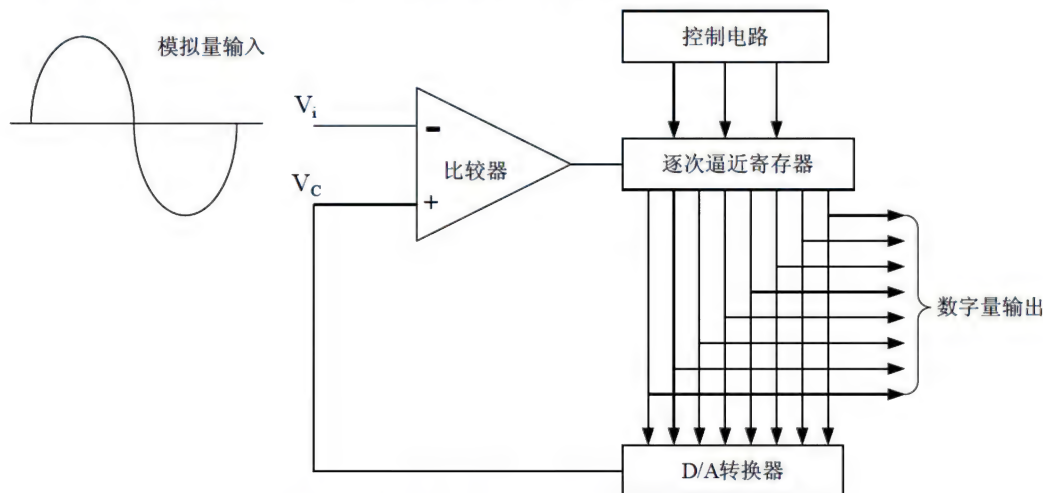 模拟量输入
控制电路
Vi
−
比较器
逐次逼近寄存器
VC
+
数字量输出
D/A转换器